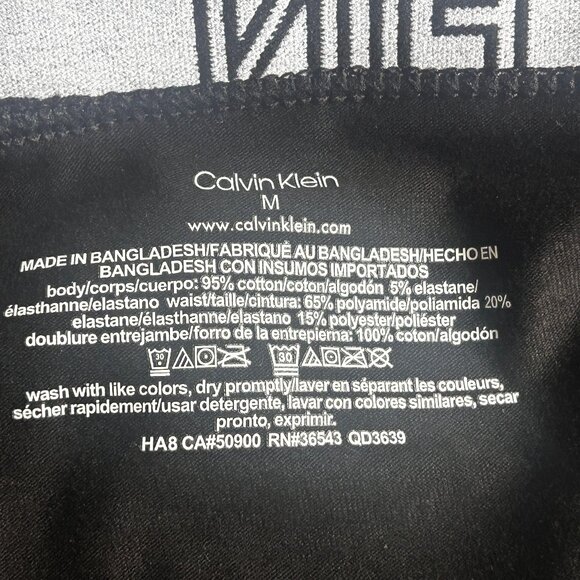 Calvin Klein
M
www.calvinklein.com
MADE IN BANGLADESH/FABRIQUÉ AU BANGLADESH/HECHO EN
BANGLADESH CON INSUMOS IMPORTADOS
body/corps/cuerpo: 95% cotton/coton/algodón 5% elastane/
élasthanne/elastano waist/taille/cintura: 65% polyamide/poliamida 20%
elastane/élasthanne/elastano 15% polyester/poliéster
doublure entrejambe/forro de la entrepierna: 100% coton/algodón
30 30
wash with like colors, dry promptly/laver en séparant les couleurs,
sécher rapidement/usar detergente, lavar con colores similares, secar
pronto, exprimir.
HA8 CA#50900 RN#36543 QD3639